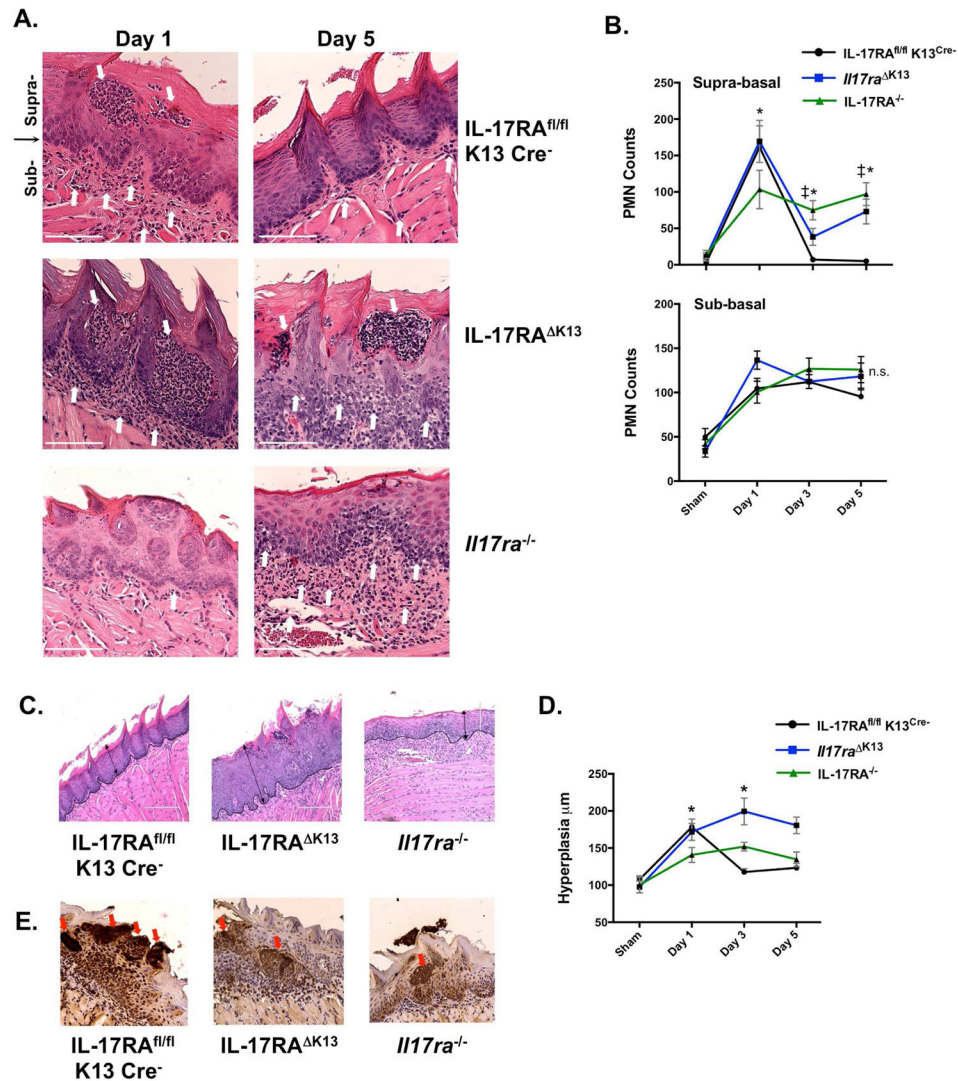 A.
Day 1
Day 5
Supra-
Sub-
IL-17RAfl/fl
K13 Cre-
IL-17RAΔK13
Il17ra-/-
B.
IL-17RAfl/fl K13Cre-
Il17raΔK13
IL-17RA-/-
Supra-basal
PMN Counts
200
150
100
50
0
*
‡*
‡*
Sub-basal
PMN Counts
150
100
50
0
n.s.
Sham
Day 1
Day 3
Day 5
C.
IL-17RAfl/fl
K13 Cre-
IL-17RAΔK13
Il17ra-/-
D.
IL-17RAfl/fl K13Cre-
Il17raΔK13
IL-17RA-/-
Hyperplasia μm
250
200
150
100
50
*
*
Sham
Day 1
Day 3
Day 5
E.
IL-17RAfl/fl
K13 Cre-
IL-17RAΔK13
Il17ra-/-